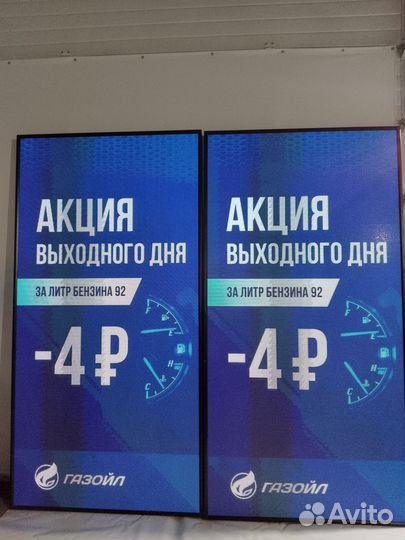 АКЦИЯ
ВЫХОДНОГО ДНЯ
ЗА ЛИТР БЕНЗИНА 92
-4 ₽
F
E
H
C
ГАЗОЙЛ
АКЦИЯ
ВЫХОДНОГО ДНЯ
ЗА ЛИТР БЕНЗИНА 92
-4 ₽
F
E
H
C
ГАЗОЙЛ
Avito